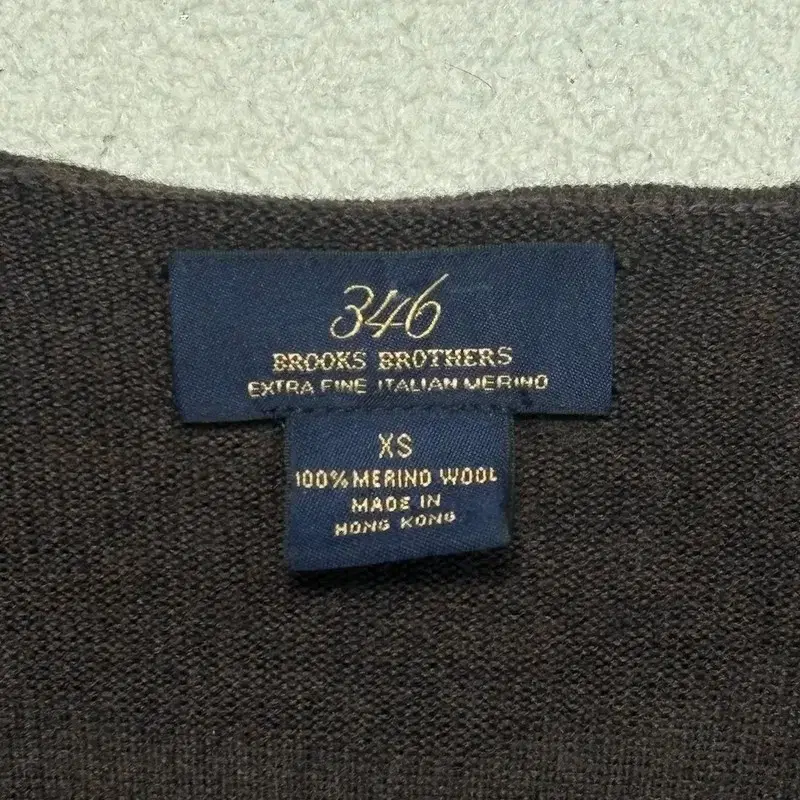 346
BROOKS BROTHERS
EXTRA FINE ITALIAN MERINO
XS
100% MERINO WOOL
MADE IN
HONG KONG